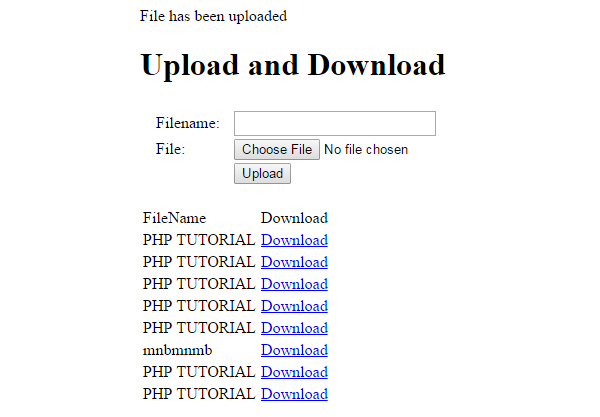 File has been uploaded
Upload and Download
Filename:
File: Choose File No file chosen
Upload
FileName Download
PHP TUTORIAL Download
PHP TUTORIAL Download
PHP TUTORIAL Download
PHP TUTORIAL Download
PHP TUTORIAL Download
mnbmnmb Download
PHP TUTORIAL Download
PHP TUTORIAL Download